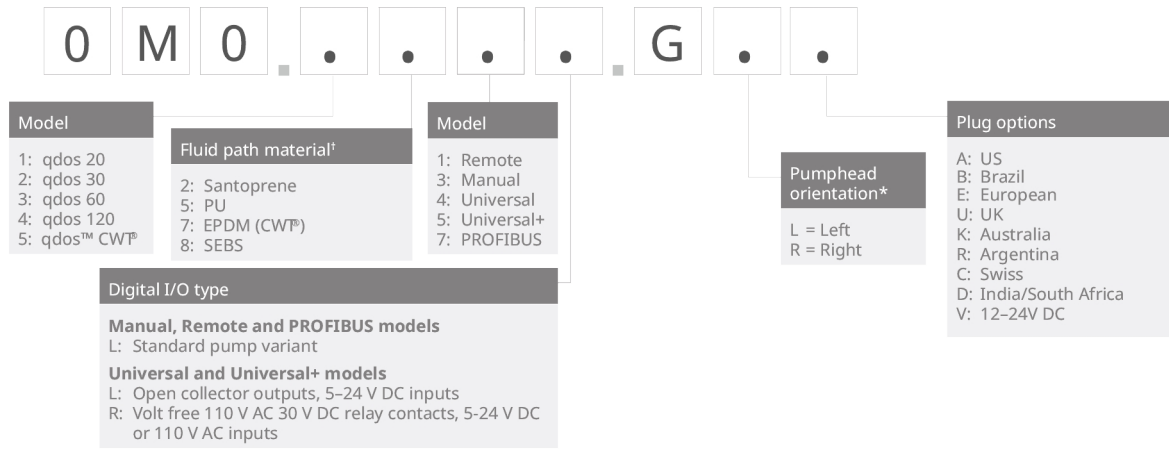 0 M 0 . . . . . . G . .
Model
1: qdos 20
2: qdos 30
3: qdos 60
4: qdos 120
5: qdos™ CWT®
Fluid path material†
2: Santoprene
5: PU
7: EPDM (CWT®)
8: SEBS
Model
1: Remote
3: Manual
4: Universal
5: Universal+
7: PROFIBUS
Digital I/O type
Manual, Remote and PROFIBUS models
L: Standard pump variant
Universal and Universal+ models
L: Open collector outputs, 5–24 V DC inputs
R: Volt free 110 V AC 30 V DC relay contacts, 5-24 V DC
or 110 V AC inputs
Pumphead
orientation*
L = Left
R = Right
Plug options
A: US
B: Brazil
E: European
U: UK
K: Australia
R: Argentina
C: Swiss
D: India/South Africa
V: 12–24V DC